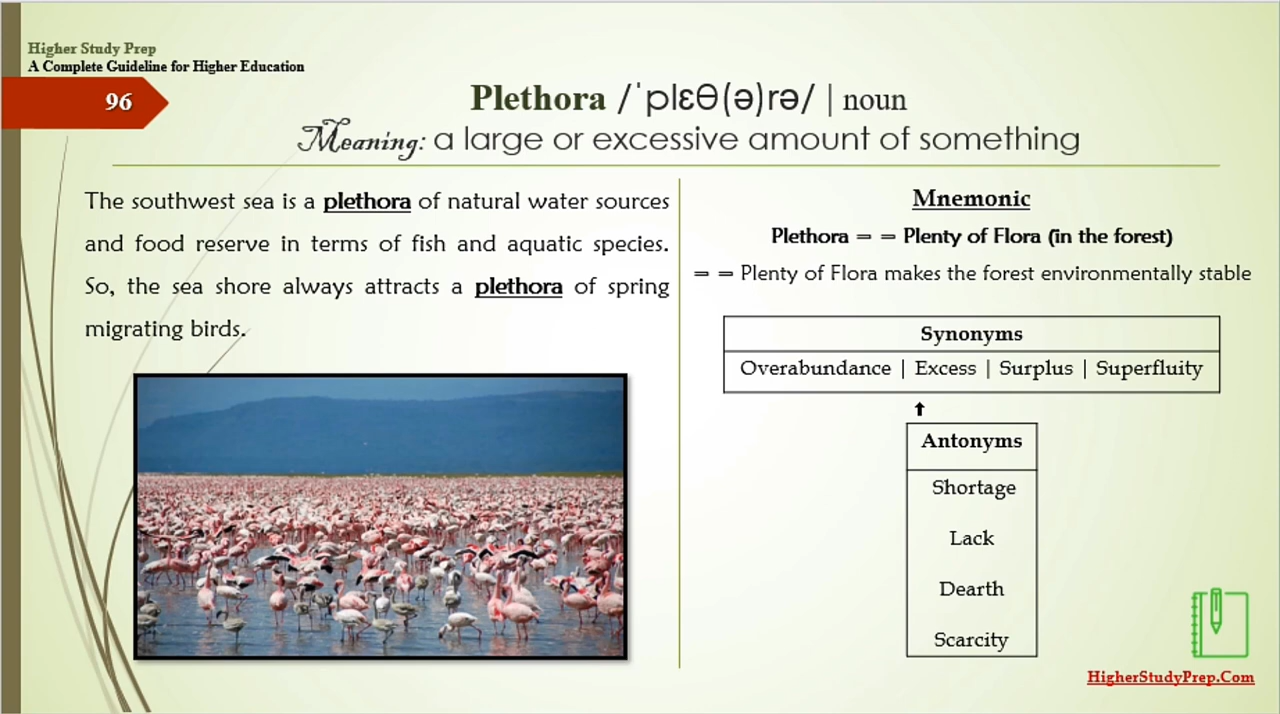 Higher Study Prep
A Complete Guideline for Higher Education
96
Plethora /ˈplɛθ(ə)rə/ | noun
Meaning: a large or excessive amount of something
The southwest sea is a plethora of natural water sources
and food reserve in terms of fish and aquatic species.
So, the sea shore always attracts a plethora of spring
migrating birds.
Mnemonic
Plethora = = Plenty of Flora (in the forest)
= = Plenty of Flora makes the forest environmentally stable
Synonyms
Overabundance | Excess | Surplus | Superfluity
Antonyms
Shortage
Lack
Dearth
Scarcity
HigherStudyPrep.Com